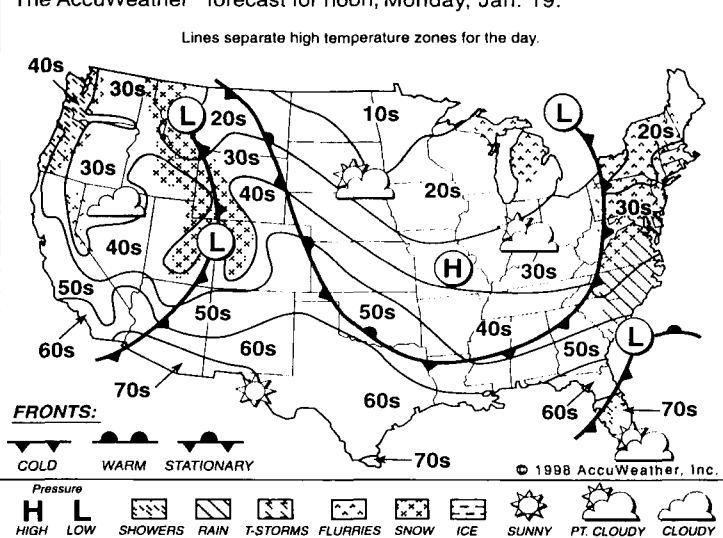 The AccuWeather forecast for noon, Monday, Jan. 19.
Lines separate high temperature zones for the day.
40s
30s
L
20s
10s
L
20s
30s
30s
40s
20s
30s
40s
L
H
30s
50s
50s
50s
40s
60s
60s
50s
L
70s
60s
60s
70s
70s
FRONTS:
COLD WARM STATIONARY
© 1998 AccuWeather, Inc.
Pressure
H L
HIGH LOW SHOWERS RAIN T-STORMS FLURRIES SNOW ICE SUNNY PT. CLOUDY CLOUDY